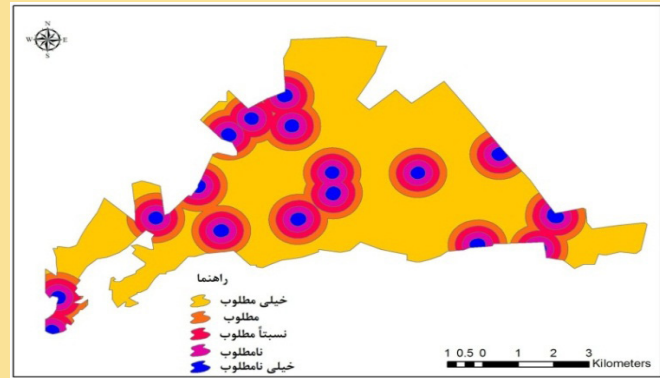 N
W E
S
راهنما
خیلی مطلوب
مطلوب
نسبتاً مطلوب
نامطلوب
خیلی نامطلوب
1 0.5 0 1 2 3
Kilometers